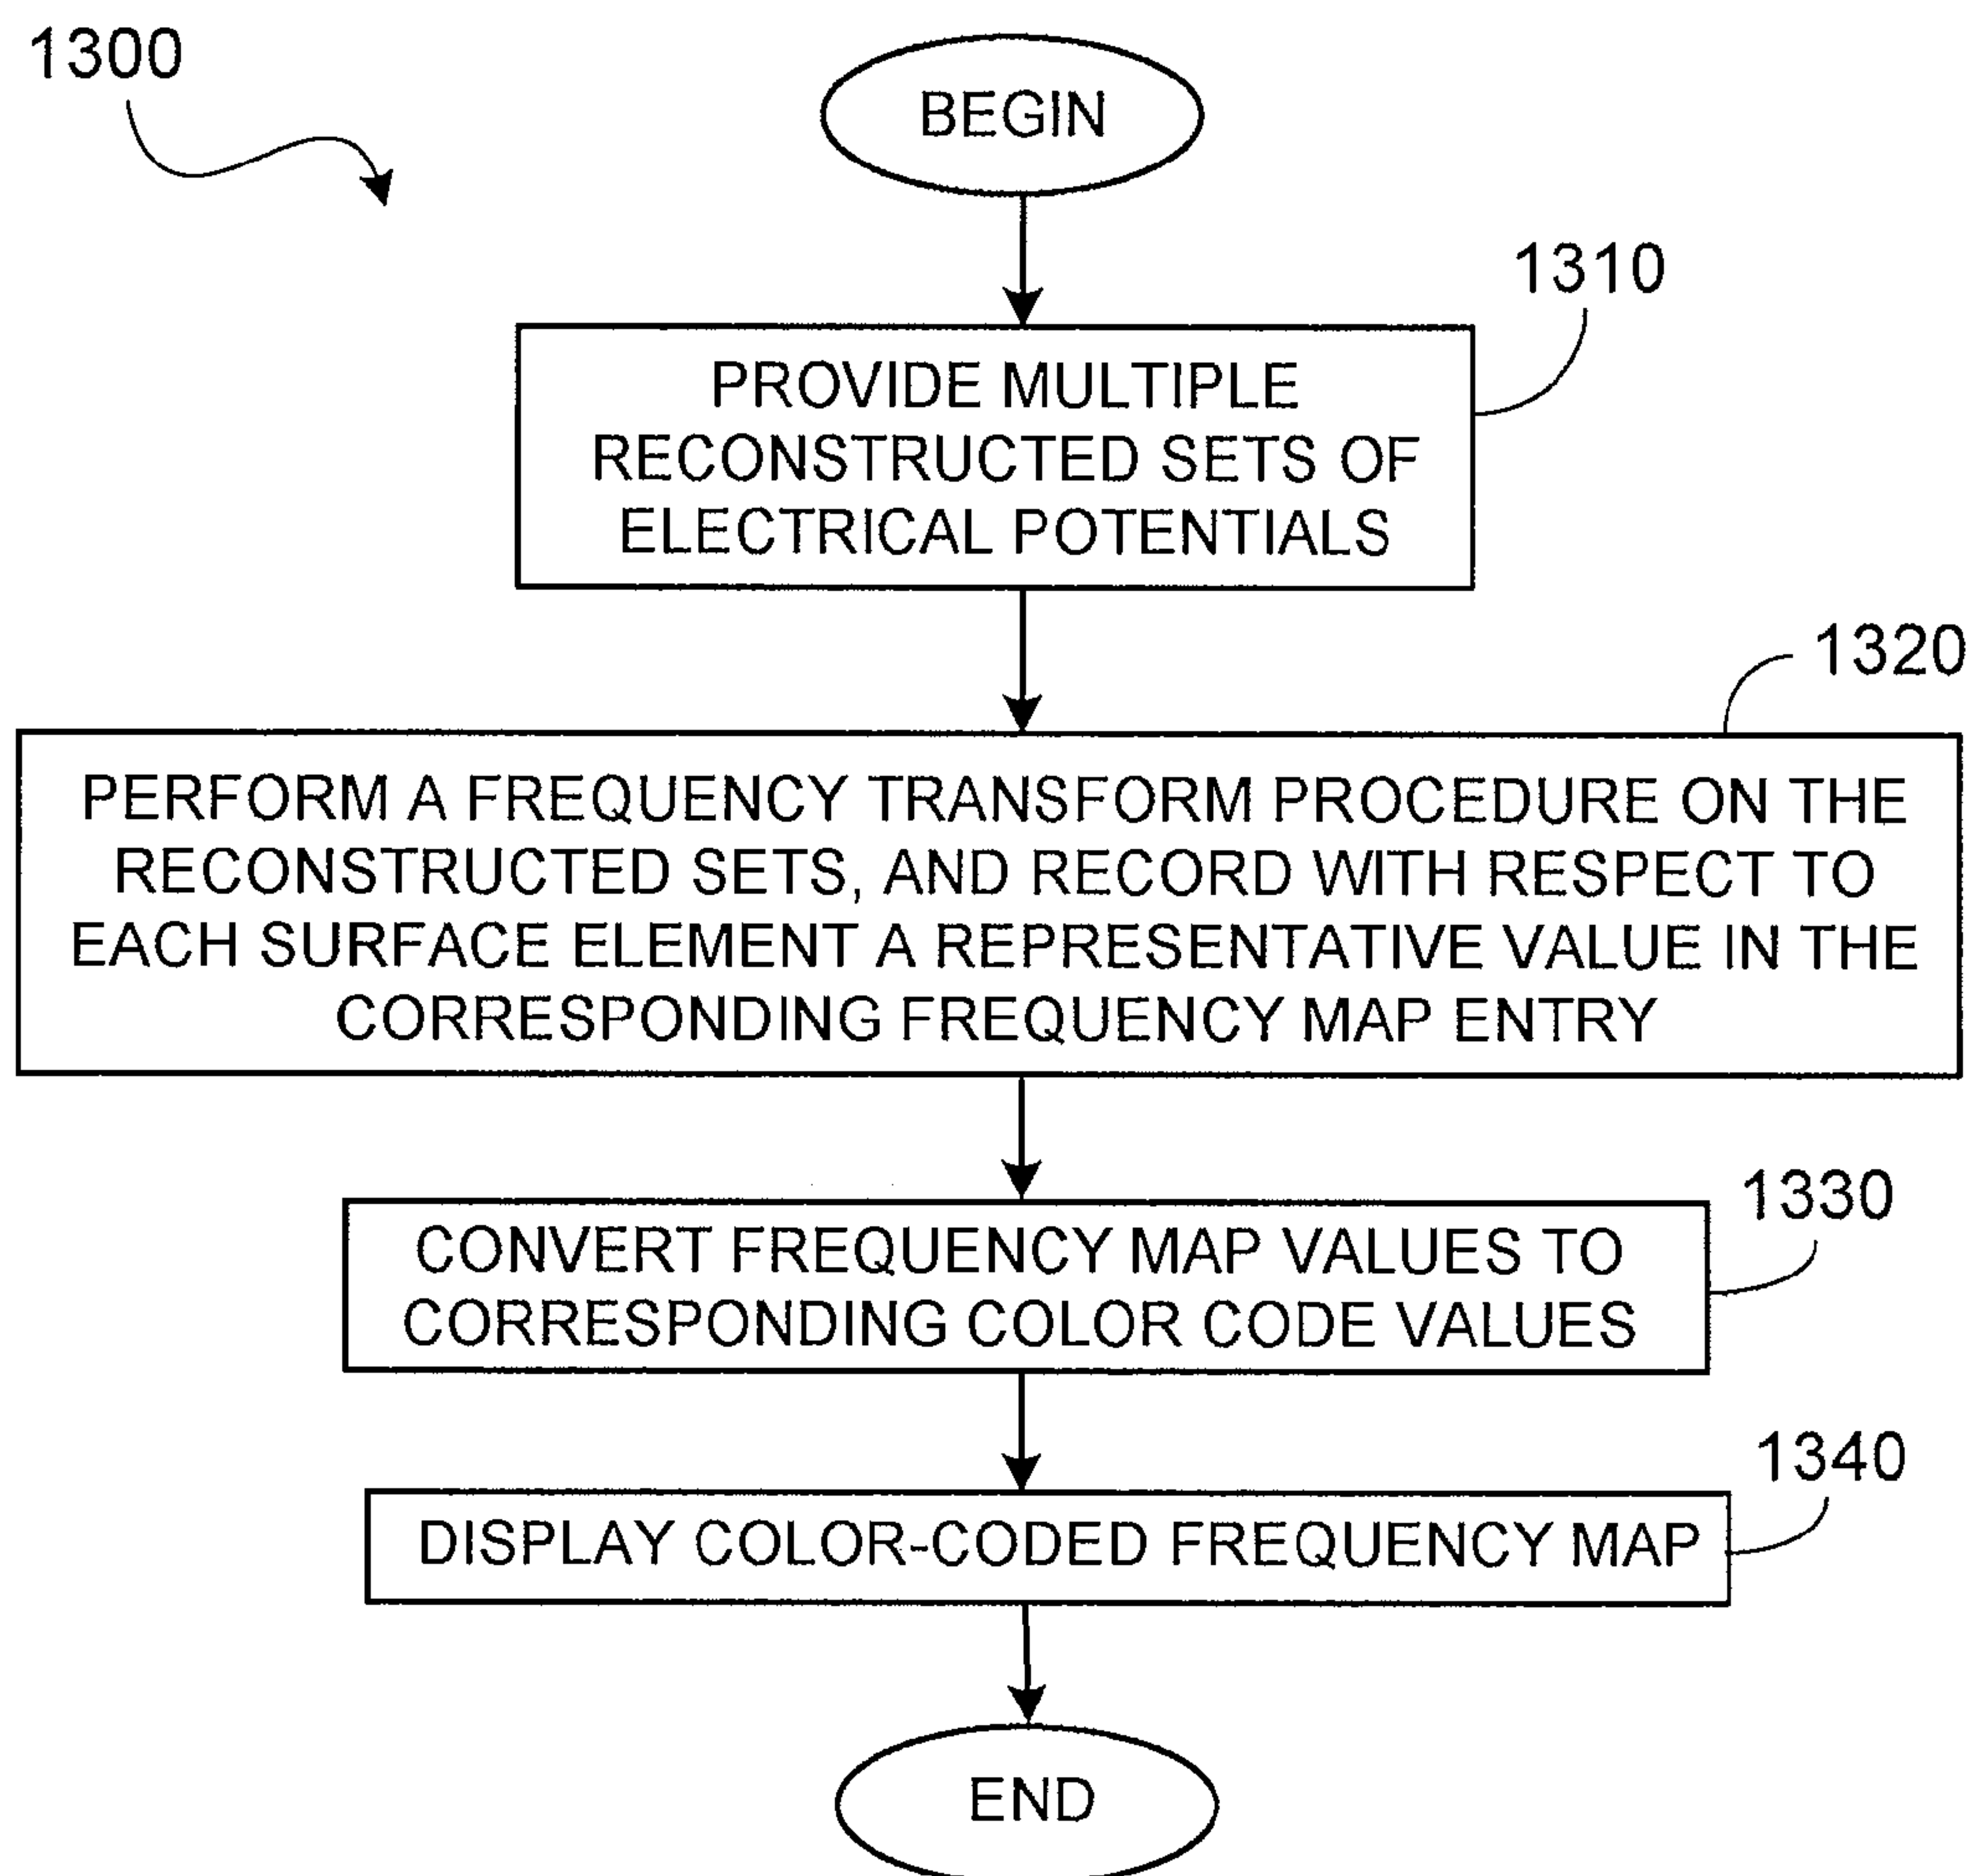 1300
BEGIN
1310
PROVIDE MULTIPLE
RECONSTRUCTED SETS OF
ELECTRICAL POTENTIALS
1320
PERFORM A FREQUENCY TRANSFORM PROCEDURE ON THE
RECONSTRUCTED SETS, AND RECORD WITH RESPECT TO
EACH SURFACE ELEMENT A REPRESENTATIVE VALUE IN THE
CORRESPONDING FREQUENCY MAP ENTRY
1330
CONVERT FREQUENCY MAP VALUES TO
CORRESPONDING COLOR CODE VALUES
1340
DISPLAY COLOR-CODED FREQUENCY MAP
END